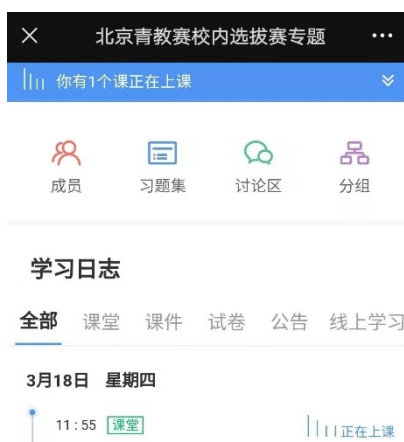 北京青教赛校内选拔赛专题
你有1个课正在上课
成员 习题集 讨论区 分组
学习日志
全部 课堂 课件 试卷 公告 线上学习
3月18日 星期四
11:55 课堂 正在上课